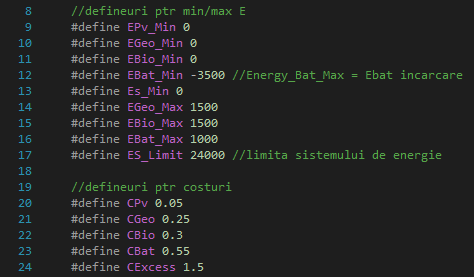 8 //defineuri ptr min/max E
9 #define EPv_Min 0
10 #define EGeo_Min 0
11 #define EBio_Min 0
12 #define EBat_Min -3500 //Energy_Bat_Max = Ebat incarcare
13 #define Es_Min 0
14 #define EGeo_Max 1500
15 #define EBio_Max 1500
16 #define EBat_Max 1000
17 #define ES_Limit 24000 //limita sistemului de energie
18
19 //defineuri ptr costuri
20 #define CPv 0.05
21 #define CGeo 0.25
22 #define CBio 0.3
23 #define CBat 0.55
24 #define CExcess 1.5